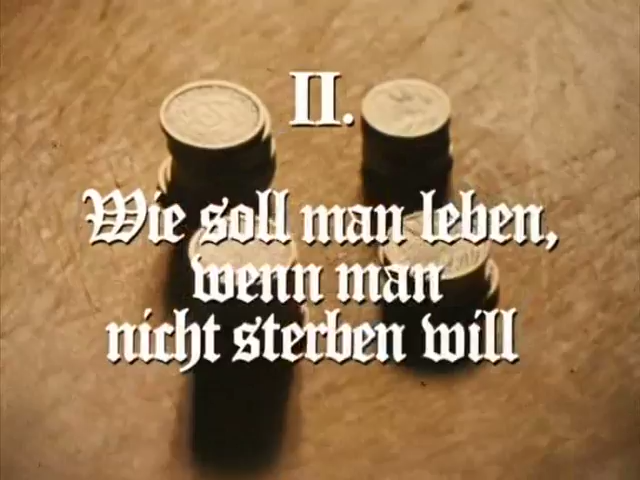 II.
Wie soll man leben,
wenn man
nicht sterben will